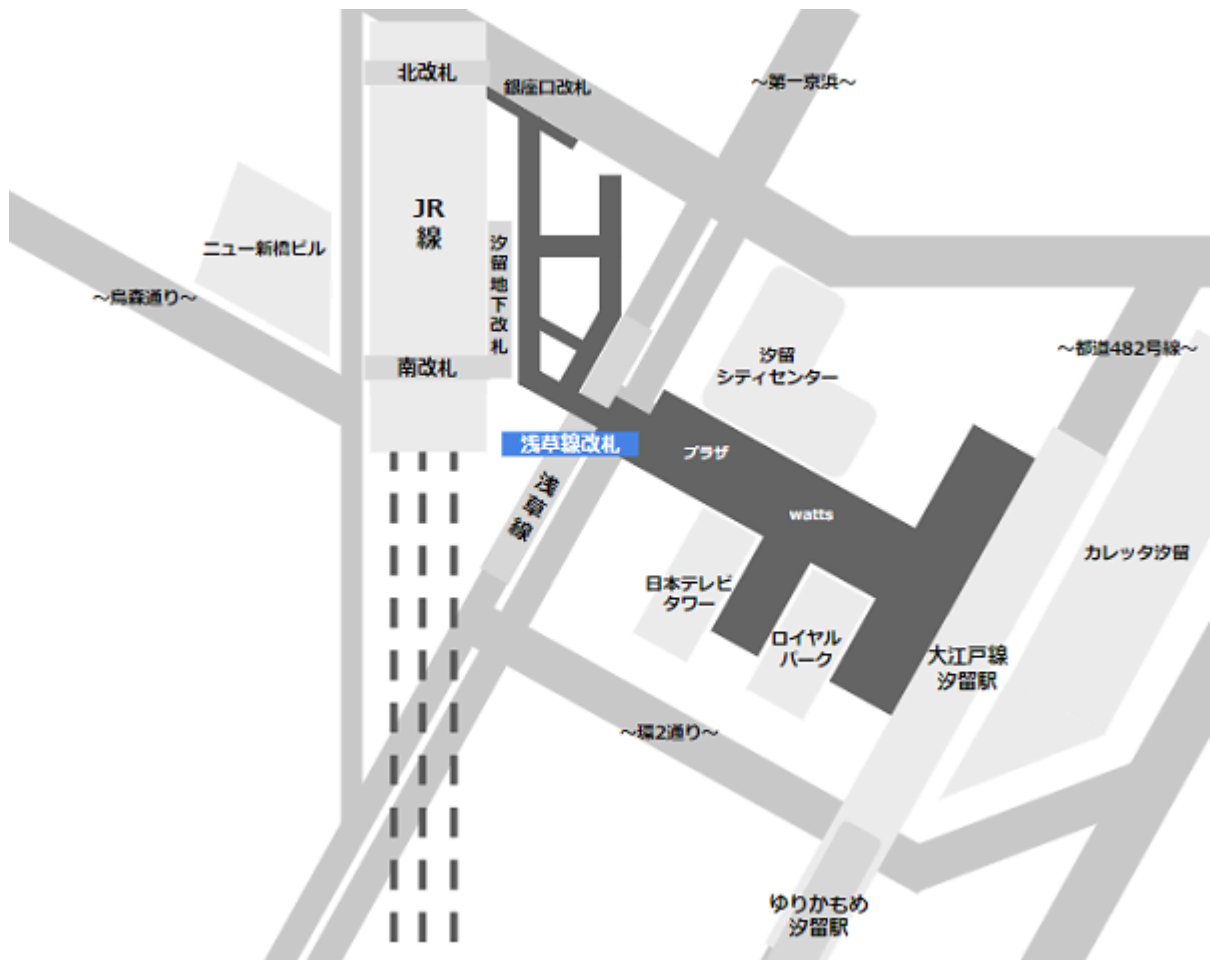 北改札
銀座口改札
〜第一京浜〜
JR
線
汐留地下改札
ニュー新橋ビル
〜烏森通り〜
南改札
汐留
シティセンター
〜都道482号線〜
浅草線改札
プラザ
浅草線
watts
カレッタ汐留
日本テレビ
タワー
ロイヤル
パーク
大江戸線
汐留駅
〜環2通り〜
ゆりかもめ
汐留駅